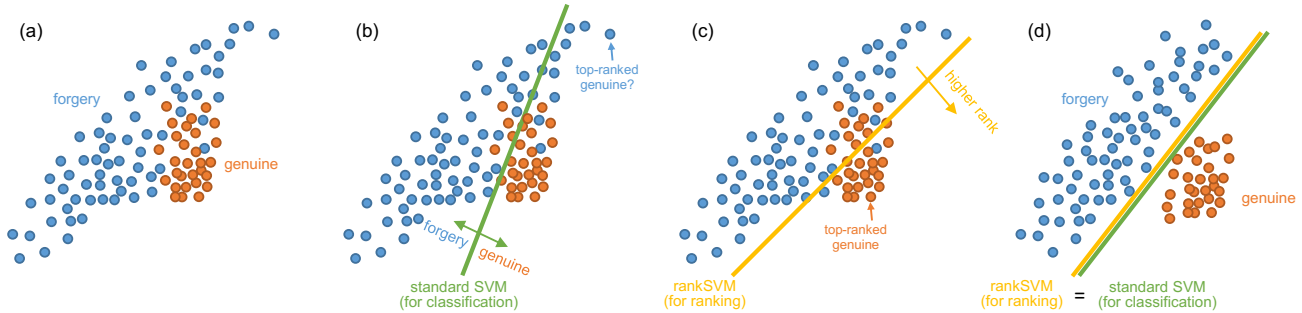 (a)
forgery
genuine
(b)
top-ranked
genuine?
forgery
genuine
standard SVM
(for classification)
(c)
higher rank
top-ranked
genuine
rankSVM
(for ranking)
(d)
forgery
genuine
rankSVM
(for ranking)
=
standard SVM
(for classification)